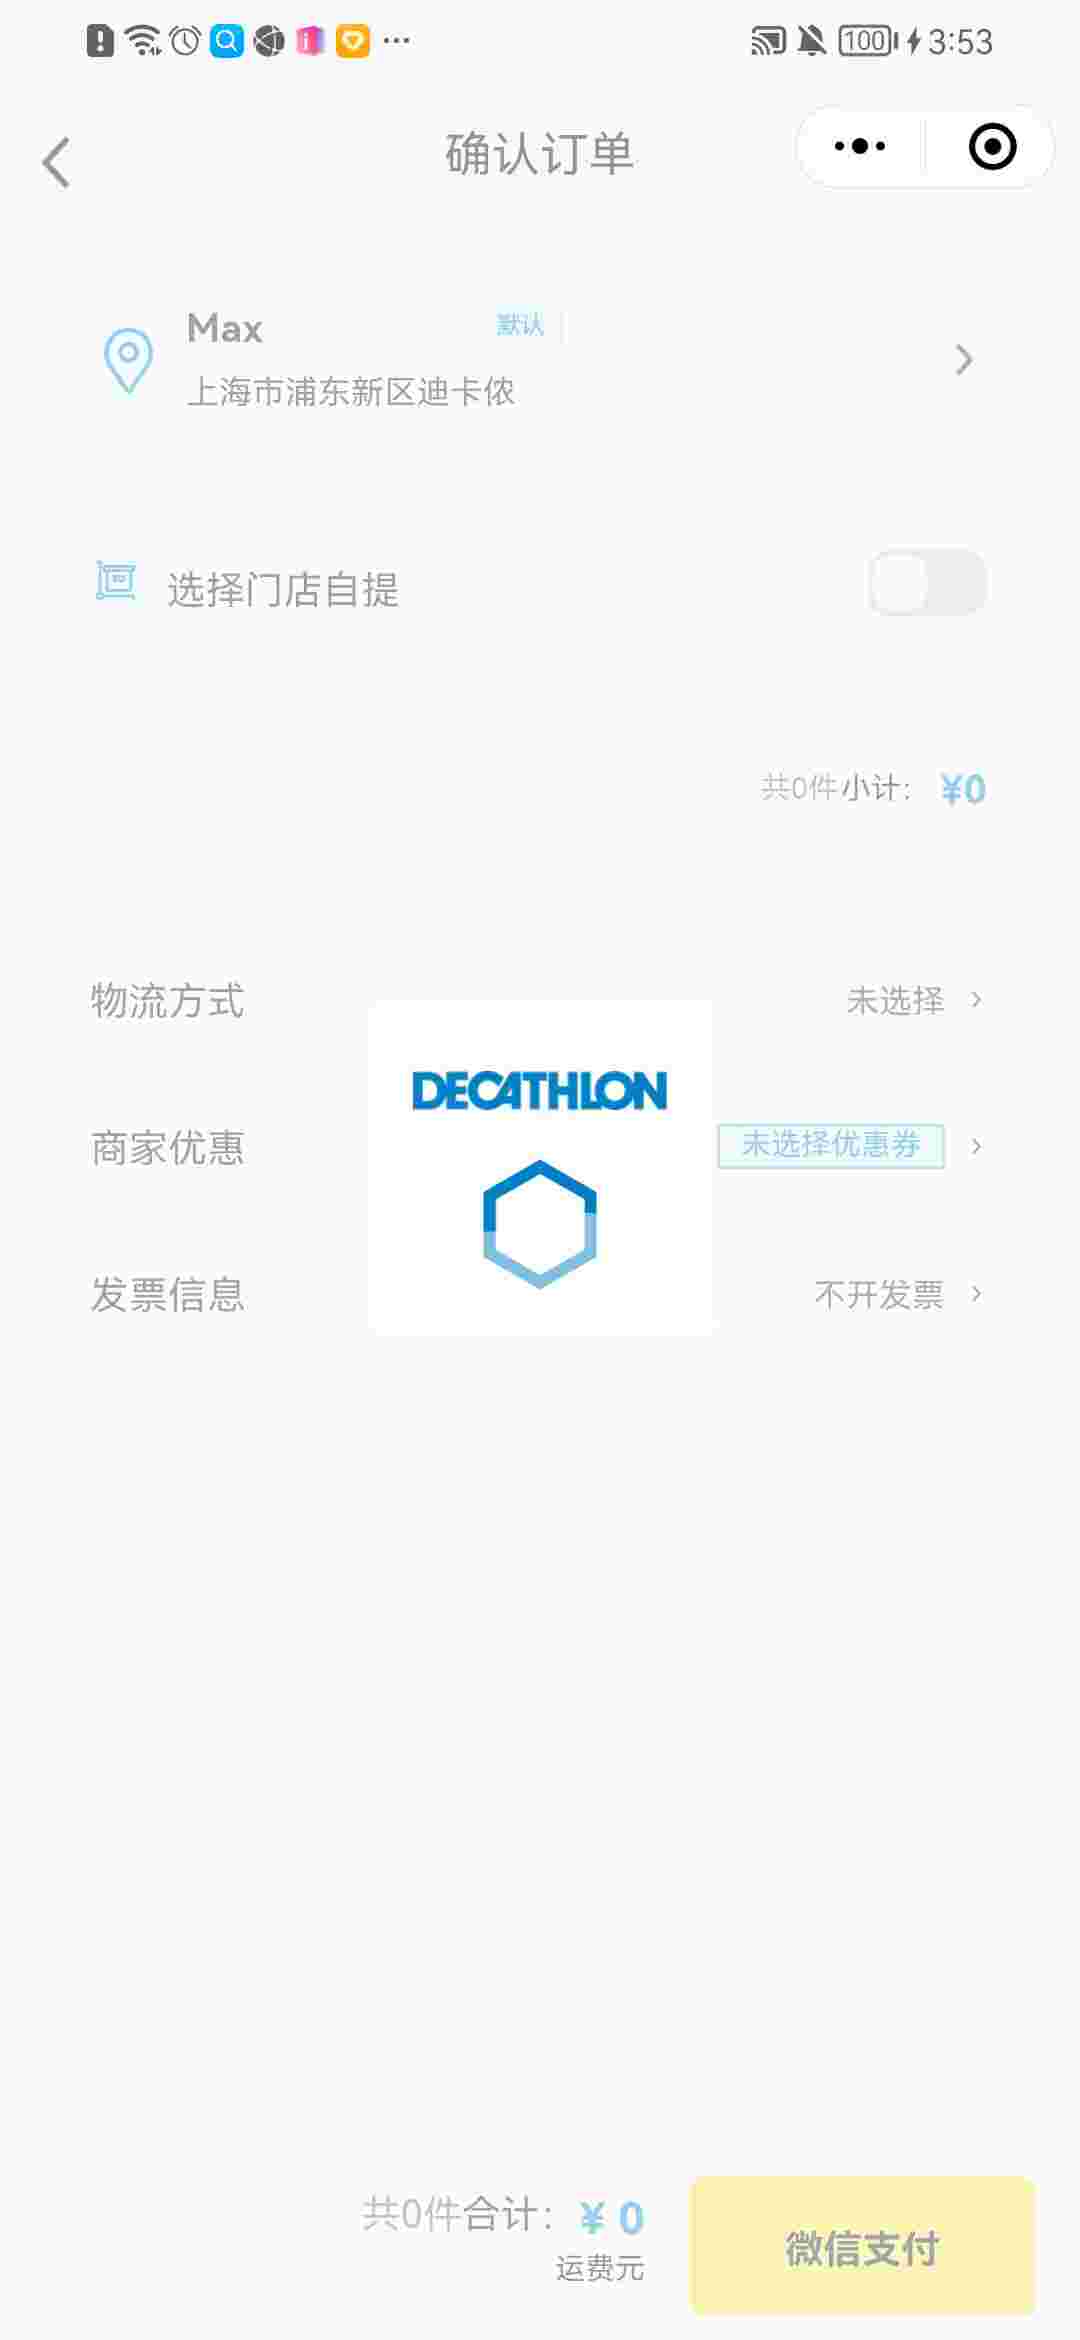 100 3:53
确认订单
Max 默认
上海市浦东新区迪卡侬
选择门店自提
共0件小计: ¥0
物流方式 未选择
DECATHLON
商家优惠 未选择优惠券
发票信息 不开发票
共0件合计: ¥ 0
运费元
微信支付